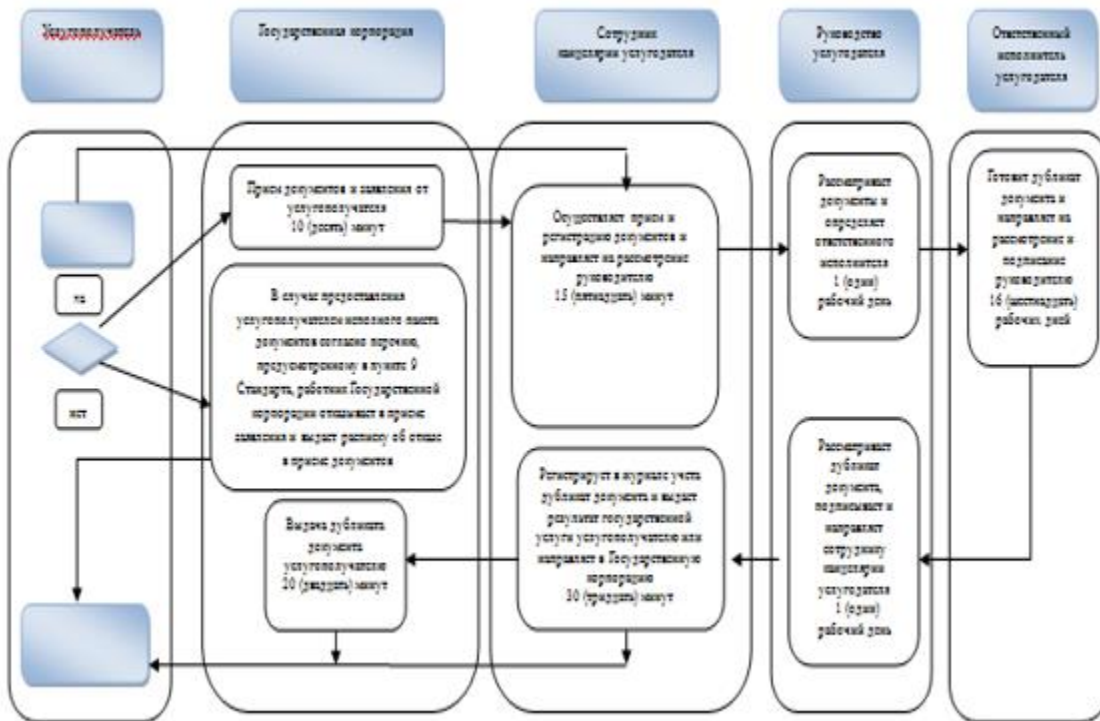 Услугополучатель
Государственная корпорация
Сотрудник
канцелярии услугодателя
Руководство
услугодателя
Ответственный
исполнитель
услугодателя
Прием документов и заявления от
услугополучателя
10 (десять) минут
Осуществляет прием и
регистрацию документов и
направляет на рассмотрение
руководителю
15 (пятнадцать) минут
Рассматривает
документы и
определяет
ответственного
исполнителя
1 (один)
рабочий день
Готовит дубликат
документа и
направляет на
рассмотрение и
подписание
руководителю
16 (шестнадцать)
рабочих дней
да
нет
В случае предоставления
услугополучателем неполного пакета
документов согласно перечню,
предусмотренному в пункте 9
Стандарта, работник Государственной
корпорации отказывает в приеме
заявления и выдает расписку об отказе
в приеме документов
Выдача дубликата
документа
услугополучателю
20 (двадцать) минут
Регистрирует в журнале учета
дубликат документа и выдает
результат государственной
услуги услугополучателю или
направляет в Государственную
корпорацию
30 (тридцать) минут
Рассматривает
дубликат
документа,
подписывает и
направляет
сотруднику
канцелярии
услугодателя
1 (один)
рабочий день